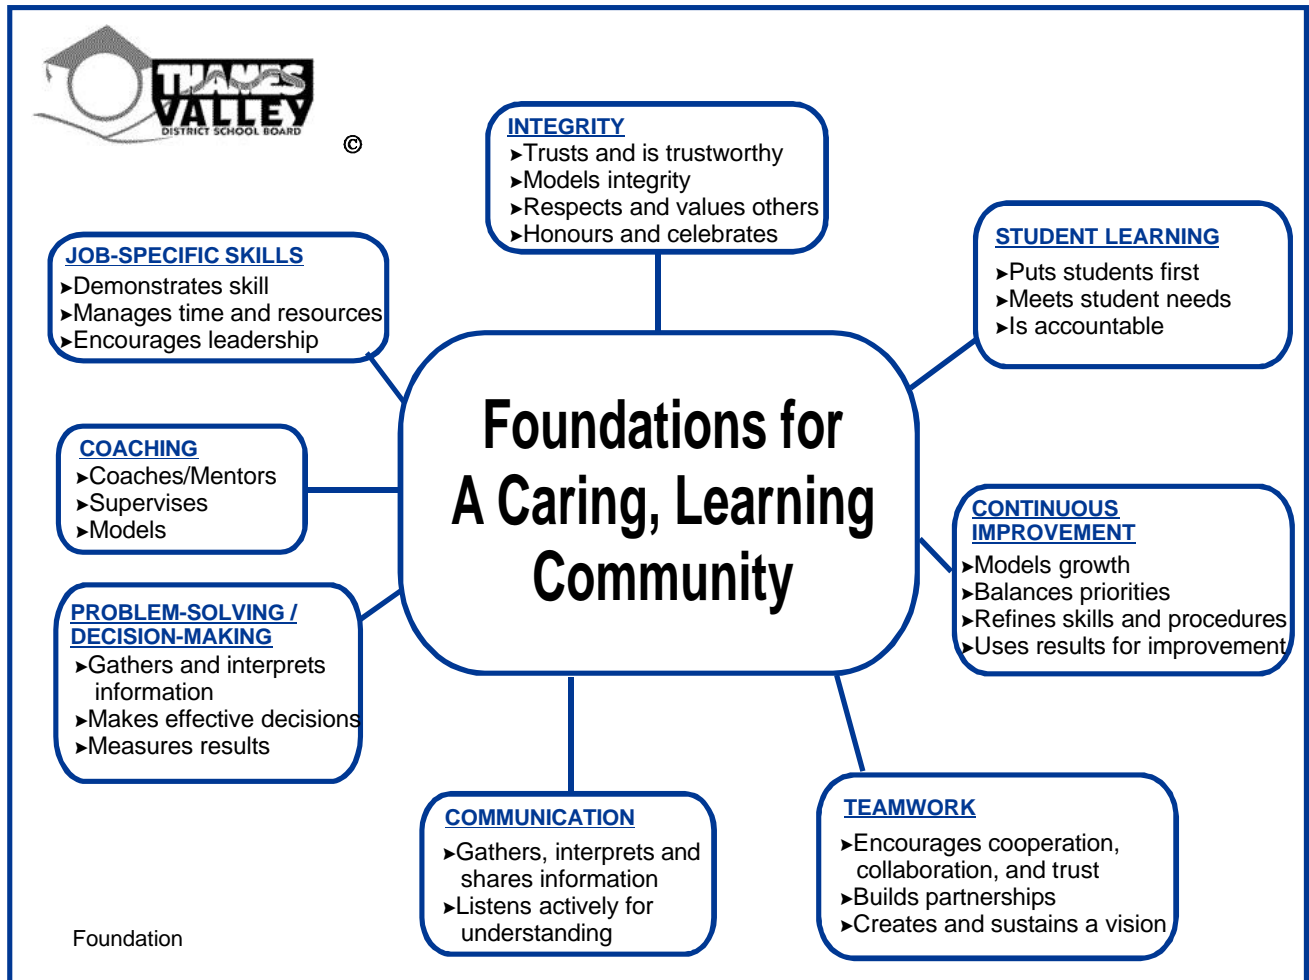 THAMES
VALLEY
DISTRICT SCHOOL BOARD
©
INTEGRITY
➤Trusts and is trustworthy
➤Models integrity
➤Respects and values others
➤Honours and celebrates
STUDENT LEARNING
➤Puts students first
➤Meets student needs
➤Is accountable
JOB-SPECIFIC SKILLS
➤Demonstrates skill
➤Manages time and resources
➤Encourages leadership
Foundations for
A Caring, Learning
Community
COACHING
➤Coaches/Mentors
➤Supervises
➤Models
CONTINUOUS
IMPROVEMENT
➤Models growth
➤Balances priorities
➤Refines skills and procedures
➤Uses results for improvement
PROBLEM-SOLVING /
DECISION-MAKING
➤Gathers and interprets
information
➤Makes effective decisions
➤Measures results
COMMUNICATION
➤Gathers, interprets and
shares information
➤Listens actively for
understanding
TEAMWORK
➤Encourages cooperation,
collaboration, and trust
➤Builds partnerships
➤Creates and sustains a vision
Foundation